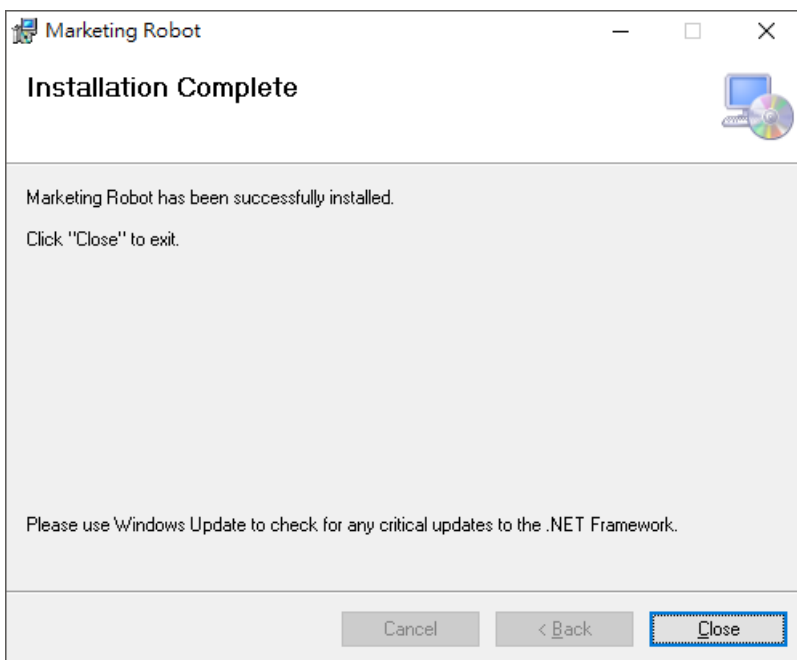 Marketing Robot
Installation Complete
Marketing Robot has been successfully installed.
Click "Close" to exit.
Please use Windows Update to check for any critical updates to the .NET Framework.
Cancel
< Back
Close